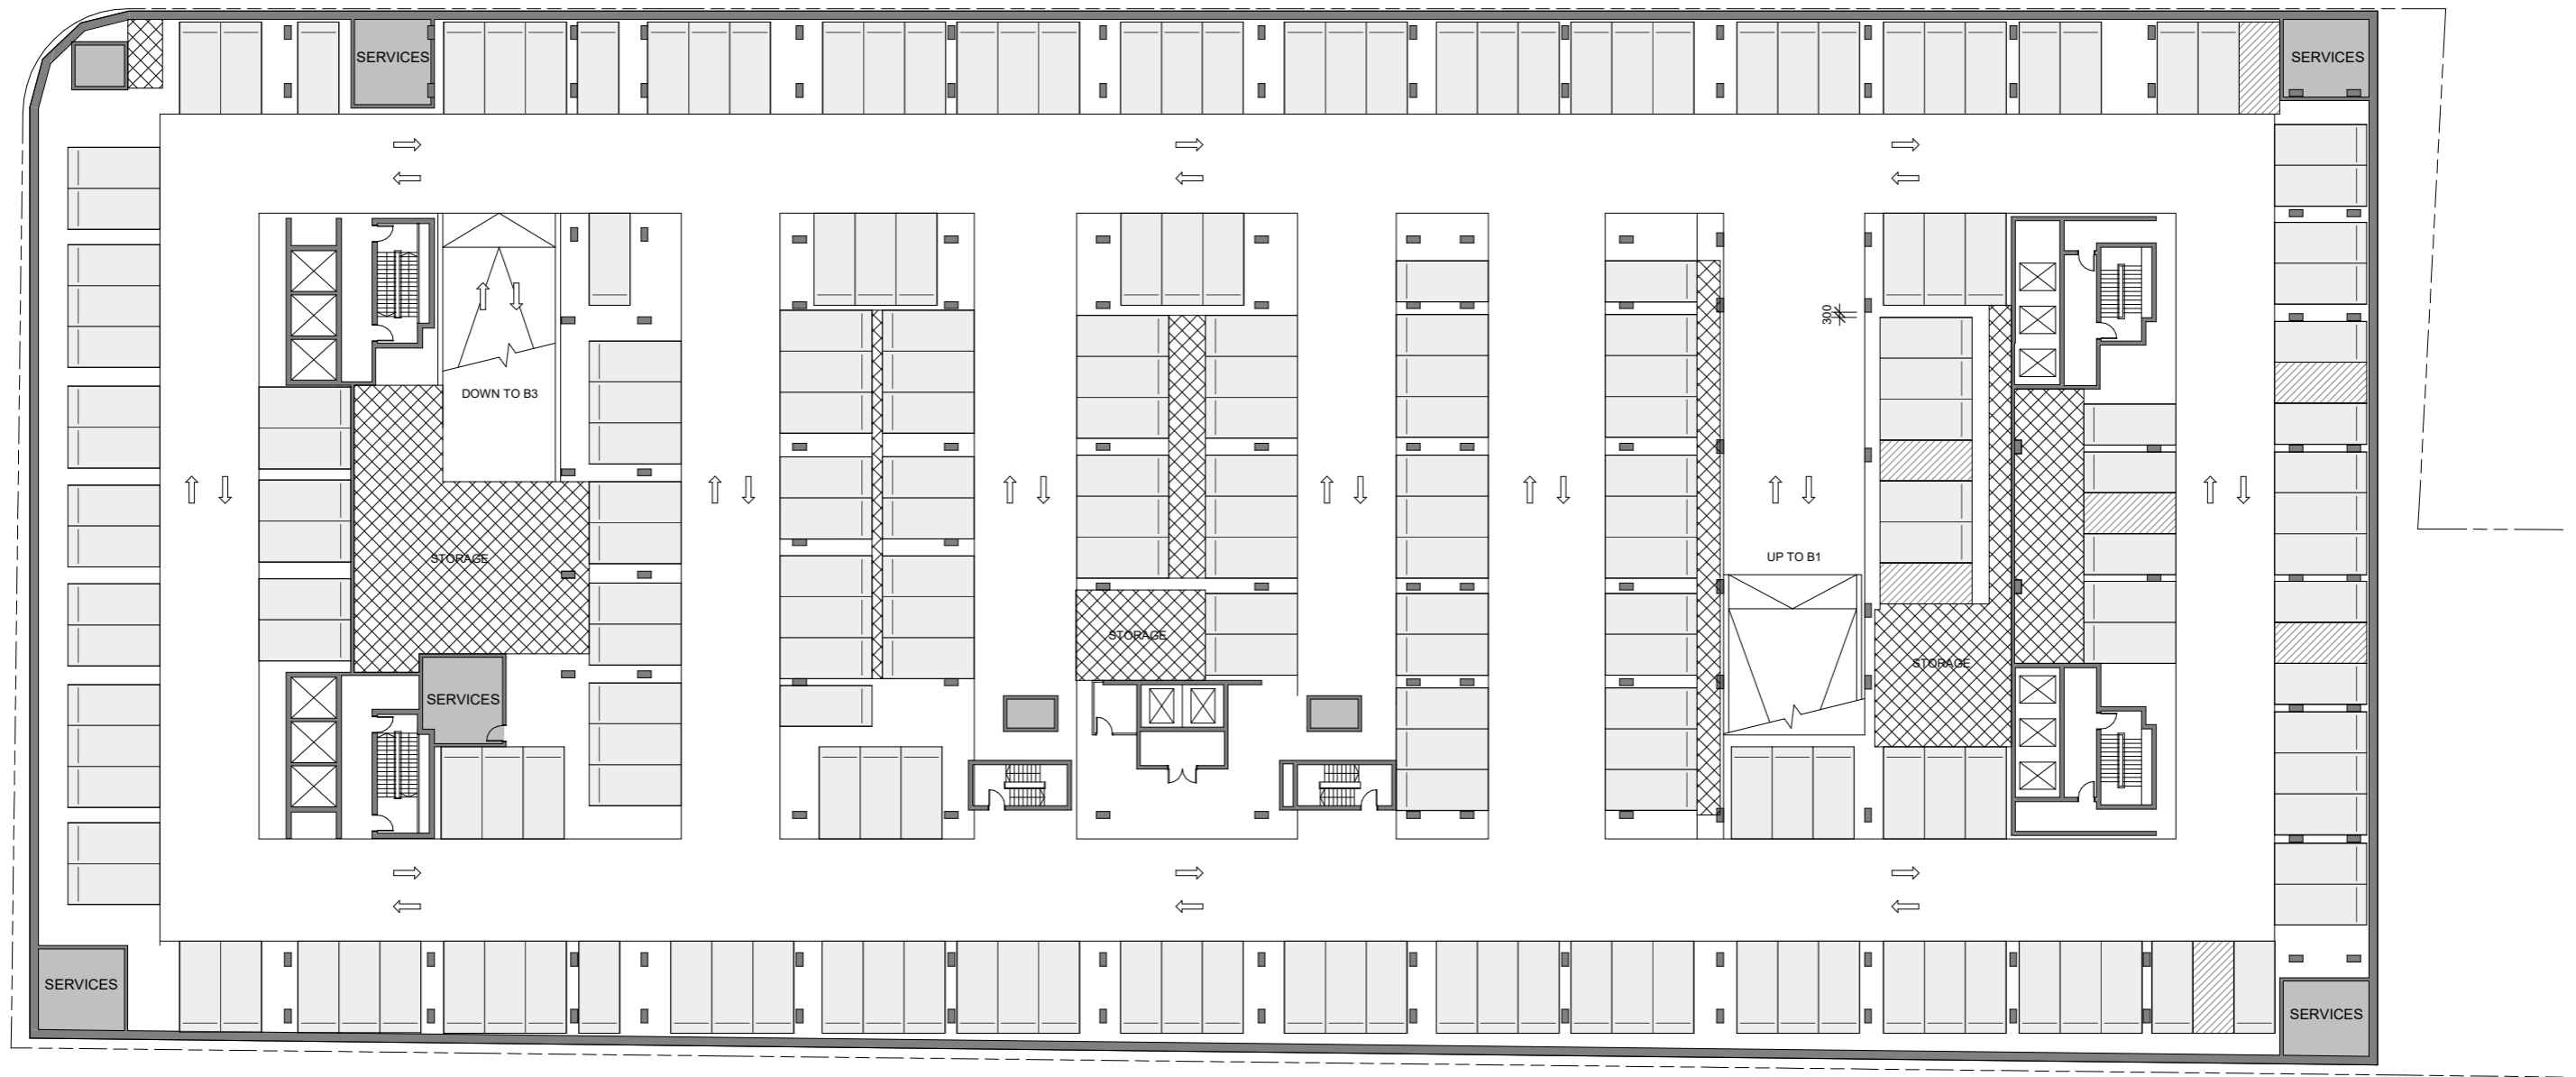 SERVICES
SERVICES
300
DOWN TO B3
STORAGE
UP TO B1
STORAGE
STORAGE
SERVICES
SERVICES
SERVICES